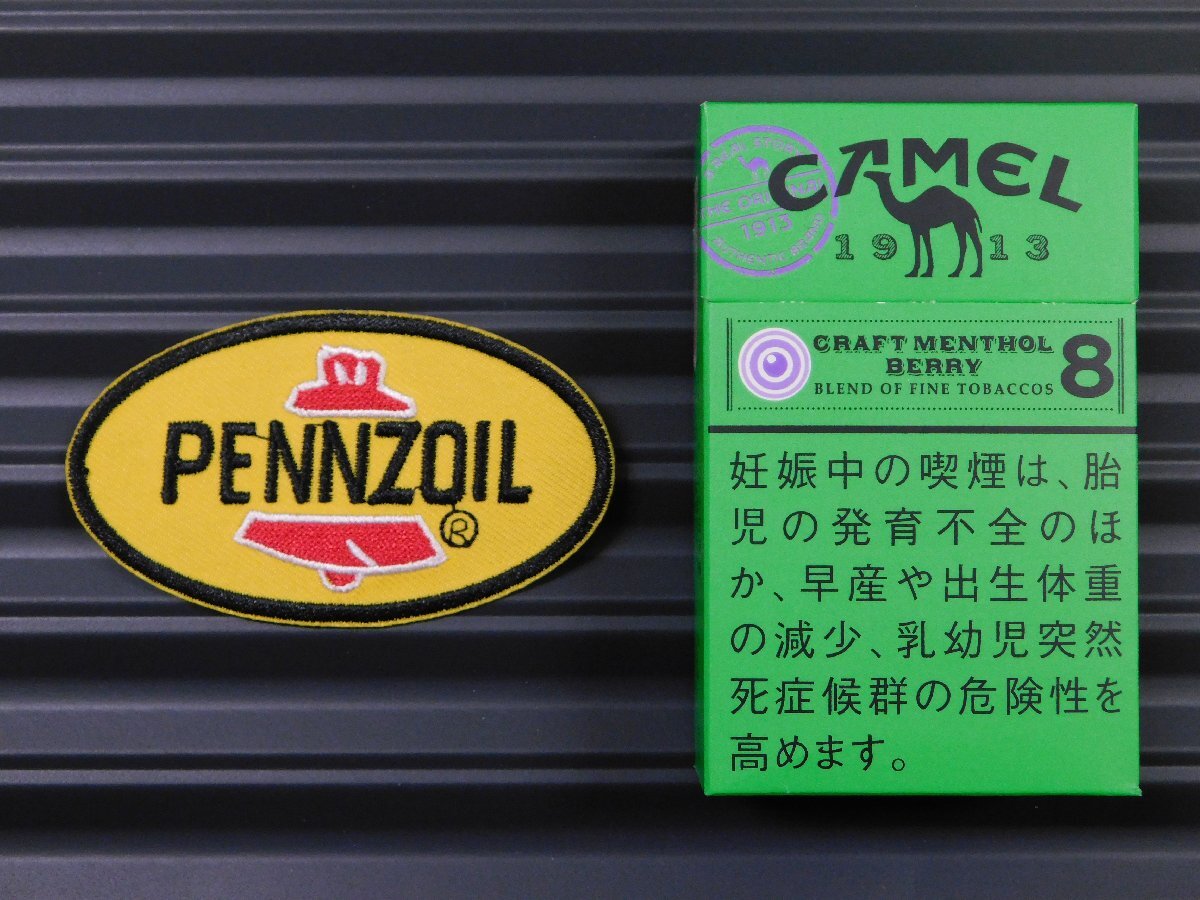 PENNZOIL
®
CAMEL
1913
1913
CRAFT MENTHOL
BERRY
BLEND OF FINE TOBACCOS
8
妊娠中の喫煙は、胎
児の発育不全のほ
か、早産や出生体重
の減少、乳幼児突然
死症候群の危険性を
高めます。